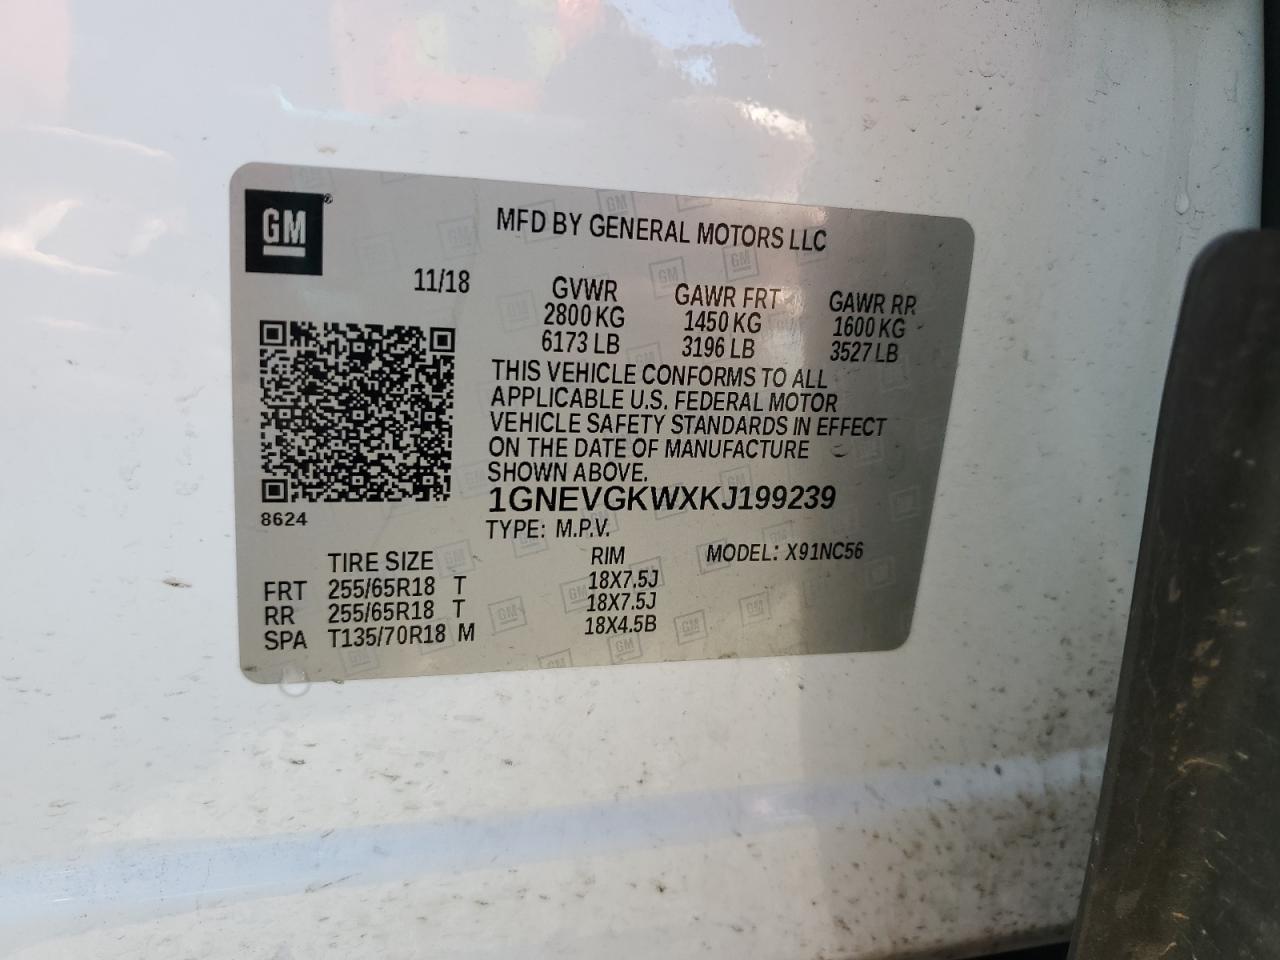 GM
MFD BY GENERAL MOTORS LLC
11/18
GVWR GAWR FRT GAWR RR
2800 KG 1450 KG 1600 KG
6173 LB 3196 LB 3527 LB
THIS VEHICLE CONFORMS TO ALL
APPLICABLE U.S. FEDERAL MOTOR
VEHICLE SAFETY STANDARDS IN EFFECT
ON THE DATE OF MANUFACTURE
SHOWN ABOVE.
1GNEVGKWXKJ199239
8624
TYPE: M.P.V.
TIRE SIZE RIM MODEL: X91NC56
FRT 255/65R18 T 18X7.5J
RR 255/65R18 T 18X7.5J
SPA T135/70R18 M 18X4.5B